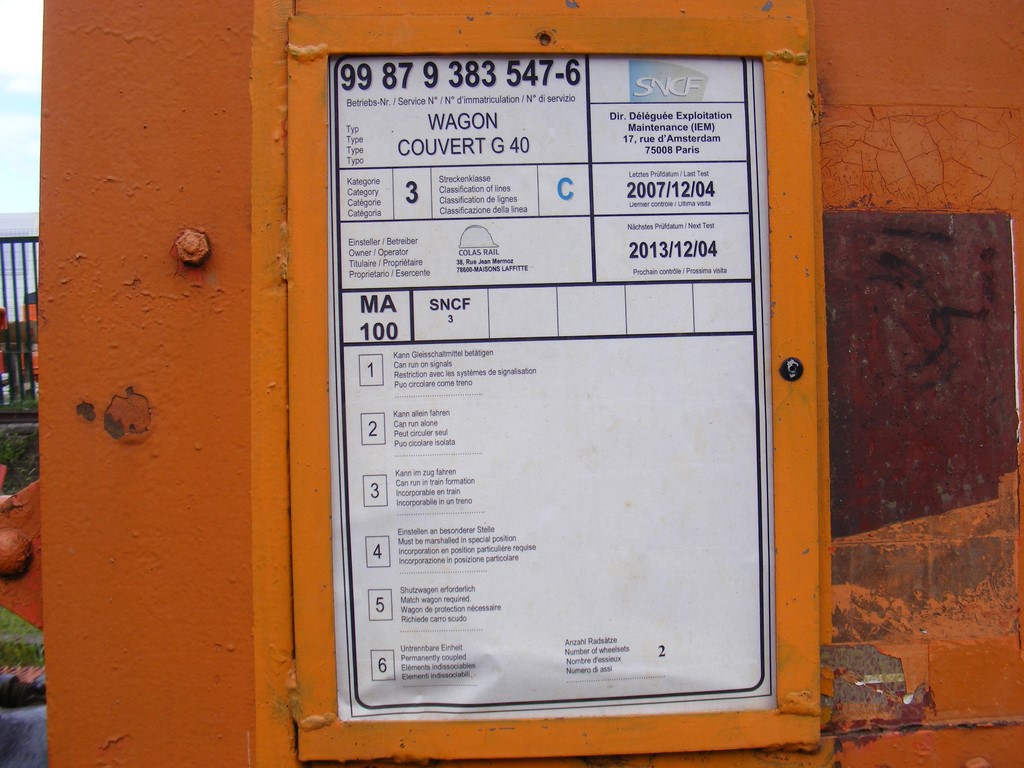 99 87 9 383 547-6
Betriebs-Nr. / Service N° / N° d'immatriculation / N° di servizio
Typ
Type
Type
Typo
WAGON
COUVERT G 40
SNCF
Dir. Déléguée Exploitation
Maintenance (IEM)
17, rue d'Amsterdam
75008 Paris
Kategorie
Category
Catégorie
Catégoria
3
Streckenklasse
Classification of lines
Classification de lignes
Classificazione della linea
C
Letztes Prüfdatum / Last Test
2007/12/04
Dernier contrôle / Ultima visita
Einsteller / Betreiber
Owner / Operator
Titulaire / Propriétaire
Proprietario / Esercente
COLAS RAIL
38, Rue Jean Mermoz
78600-MAISONS LAFFITTE
Nächstes Prüfdatum / Next Test
2013/12/04
Prochain contrôle / Prossima visita
MA
100
SNCF
3
1
Kann Gleisschaltmittel betätigen
Can run on signals
Restriction avec les systèmes de signalisation
Puo circolare come treno
2
Kann allein fahren
Can run alone
Peut circuler seul
Puo cicolare isolata
3
Kann im zug fahren
Can run in train formation
Incorporable en train
Incorporabile in un treno
4
Einstellen an besonderer Stelle
Must be marshalled in special position
Incorporation en position particulière requise
Incorporazione in posizione particolare
5
Shutzwagen erforderlich
Match wagon required.
Wagon de protection nécessaire
Richiede carro scudo
6
Untrennbare Einheit
Permanently coupled
Eléments indissociables
Elementi indissociabili,
Anzahl Radsätze
Number of wheelsets
Nombre d'essieux
Número di assi
2